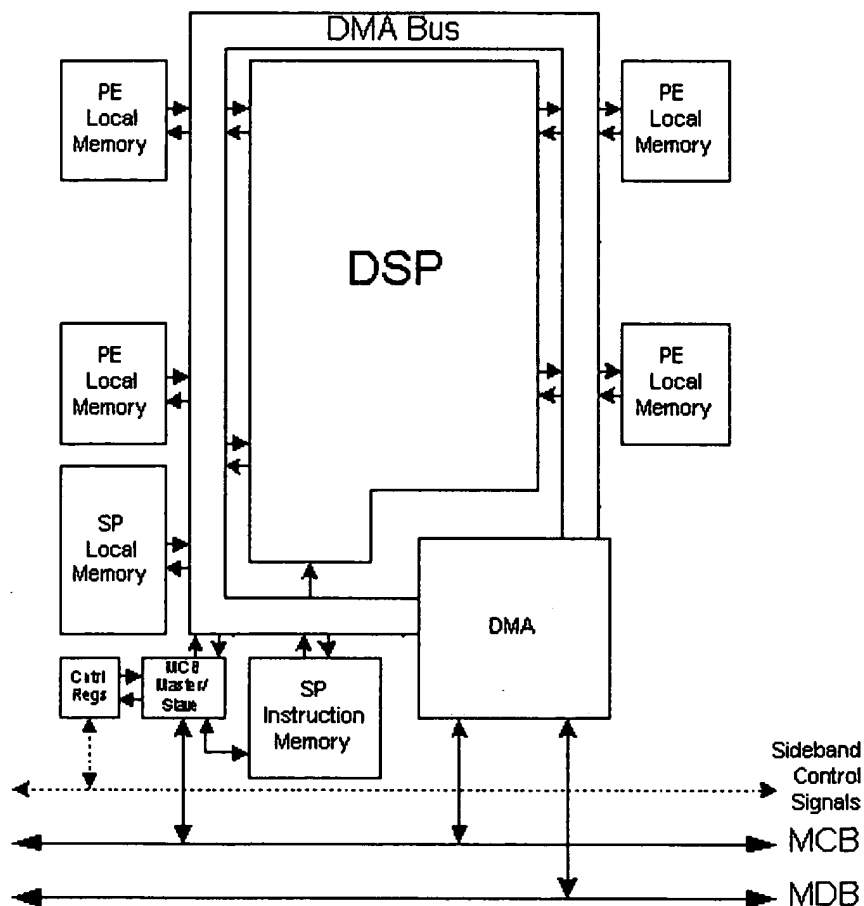 DMA Bus
PE
Local
Memory
PE
Local
Memory
DSP
PE
Local
Memory
PE
Local
Memory
SP
Local
Memory
DMA
Cntrl
Regs
MCB
Master/
Slave
SP
Instruction
Memory
Sideband
Control
Signals
MCB
MDB